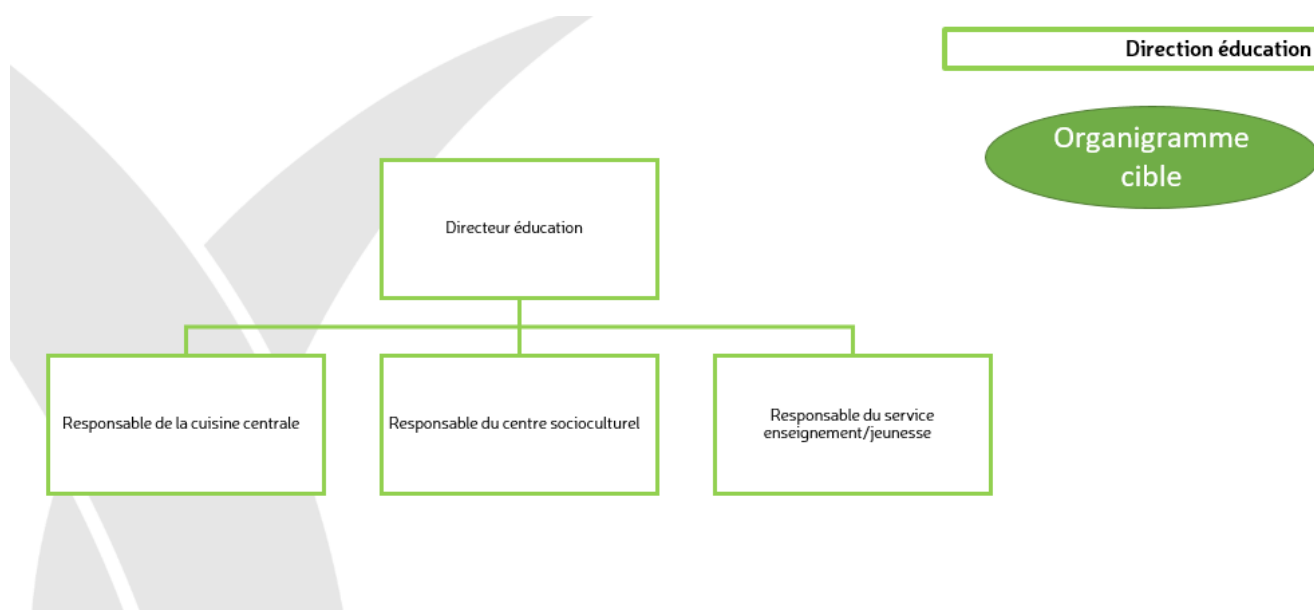 Direction éducation
Organigramme
cible
Directeur éducation
Responsable de la cuisine centrale
Responsable du centre socioculturel
Responsable du service
enseignement/jeunesse